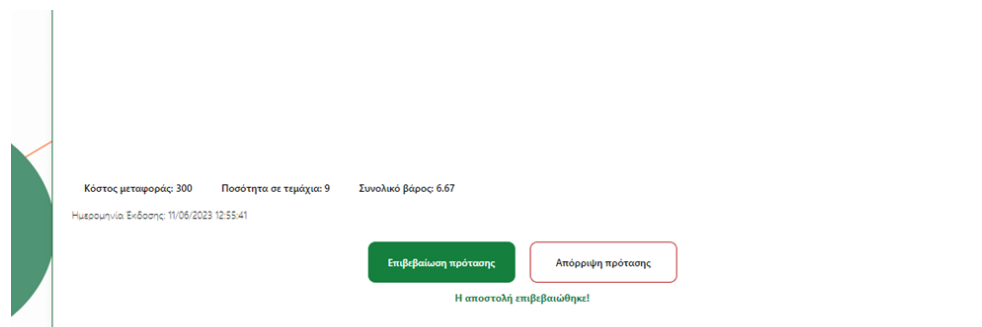 Κόστος μεταφοράς: 300 Ποσότητα σε τεμάχια: 9 Συνολικό βάρος: 6.67
Ημερομηνία Έκδοσης: 11/06/2023 12:55:41
Επιβεβαίωση πρότασης Απόρριψη πρότασης
Η αποστολή επιβεβαιώθηκε!